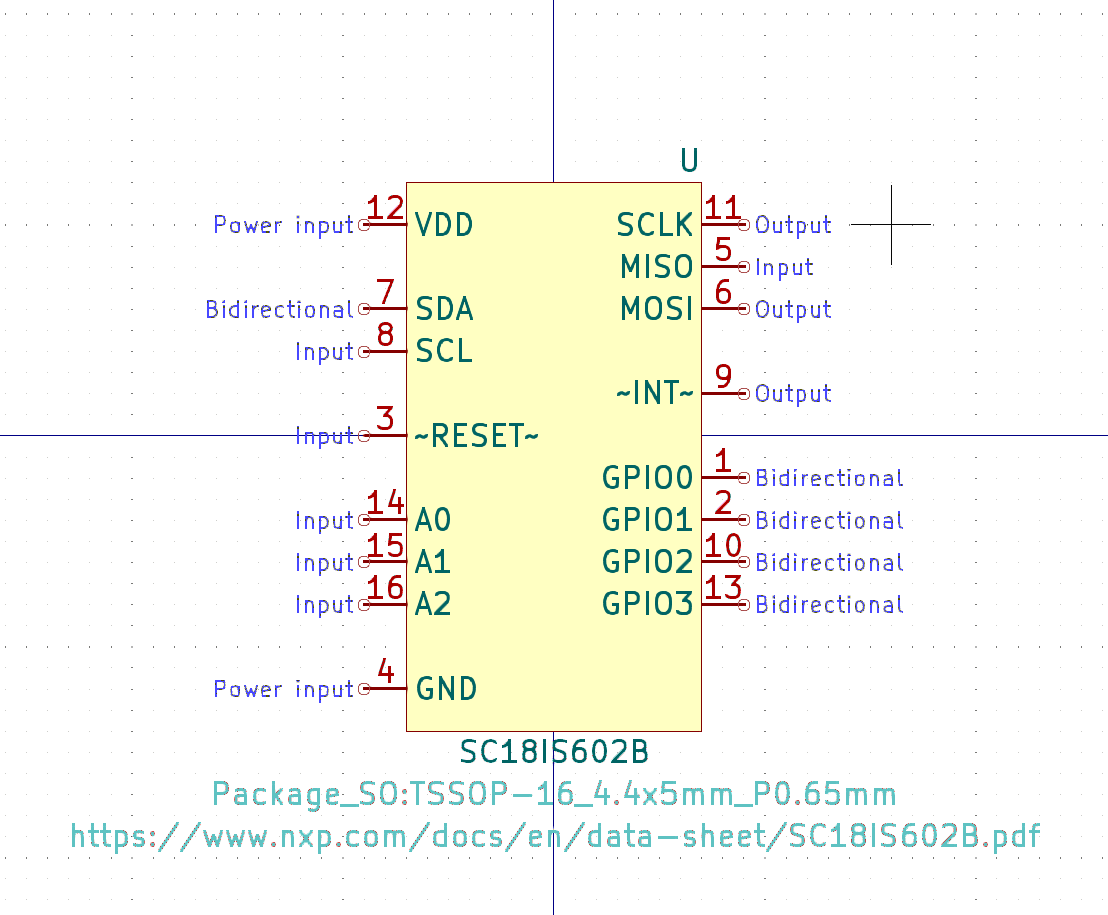 U
12 11
Power input VDD SCLK Output
5
MISO Input
7 6
Bidirectional SDA MOSI Output
8
Input SCL
9
~INT~ Output
3
Input ~RESET~
1
GPIO0 Bidirectional
14 2
Input A0 GPIO1 Bidirectional
15 10
Input A1 GPIO2 Bidirectional
16 13
Input A2 GPIO3 Bidirectional
4
Power input GND
SC18IS602B
Package_SO:TSSOP-16_4.4x5mm_P0.65mm
https://www.nxp.com/docs/en/data-sheet/SC18IS602B.pdf